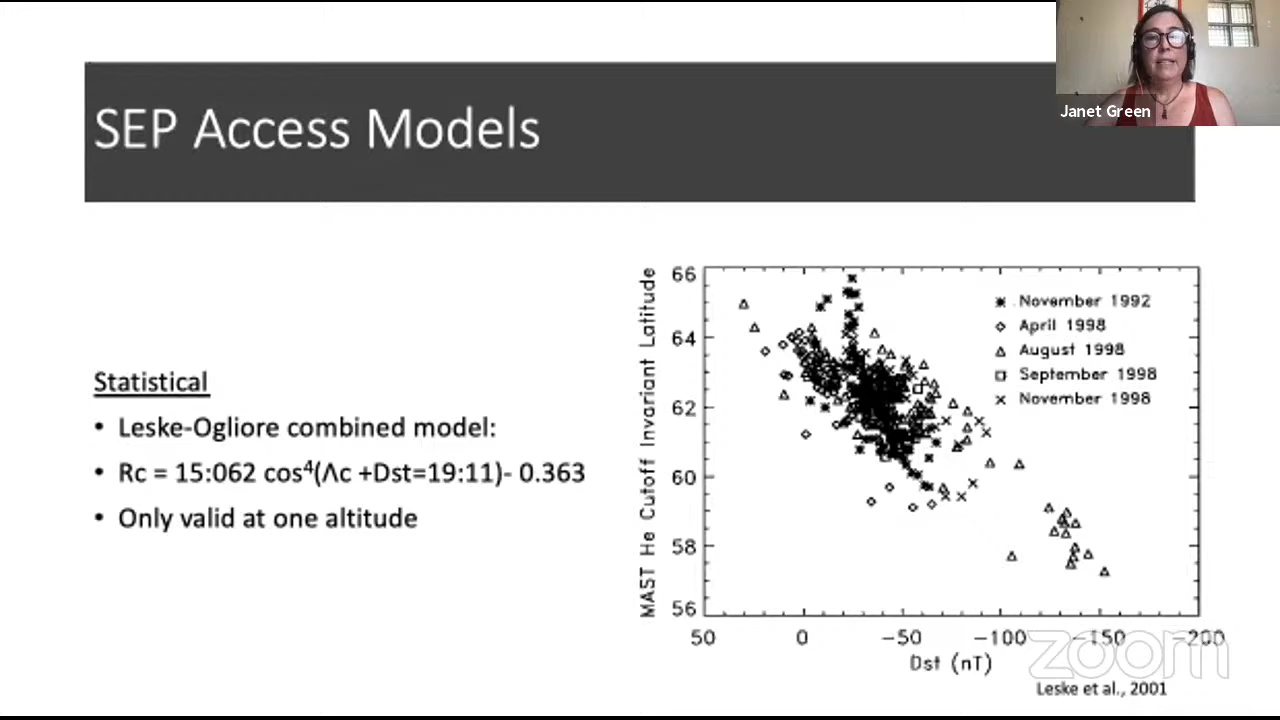 Janet Green
SEP Access Models
Statistical
• Leske-Ogliore combined model:
• Rc = 15:062 cos⁴(Λc +Dst=19:11)- 0.363
• Only valid at one altitude
MAST He Cutoff Invariant Latitude
66
64
62
60
58
56
November 1992
April 1998
August 1998
September 1998
November 1998
50 0 −50 −100 −150 −200
Dst (nT)
zoom
Leske et al., 2001